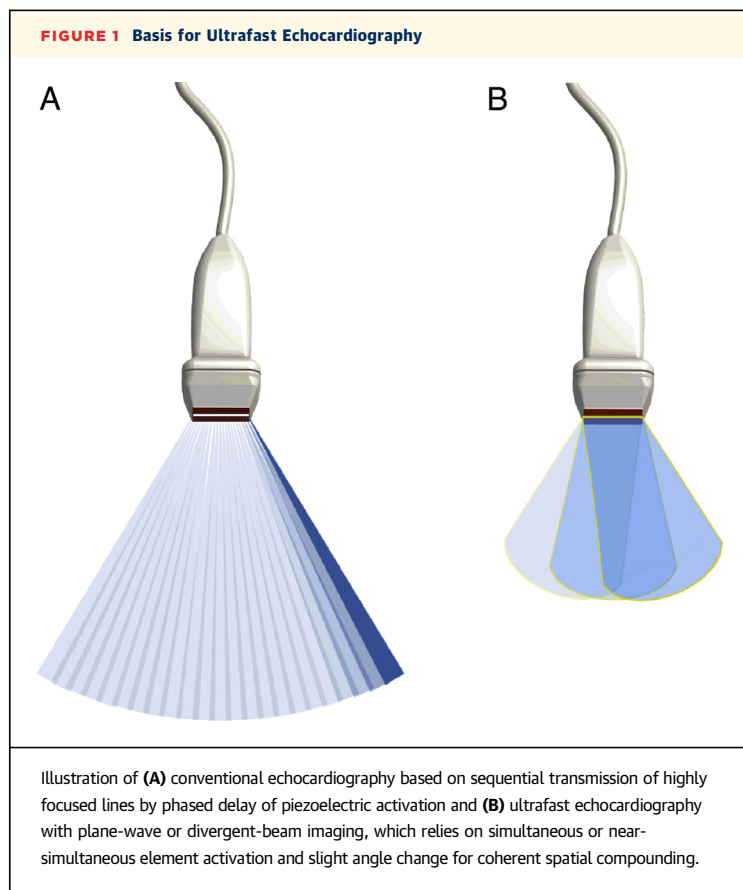 FIGURE 1 Basis for Ultrafast Echocardiography
A
B
Illustration of (A) conventional echocardiography based on sequential transmission of highly
focused lines by phased delay of piezoelectric activation and (B) ultrafast echocardiography
with plane-wave or divergent-beam imaging, which relies on simultaneous or near-
simultaneous element activation and slight angle change for coherent spatial compounding.